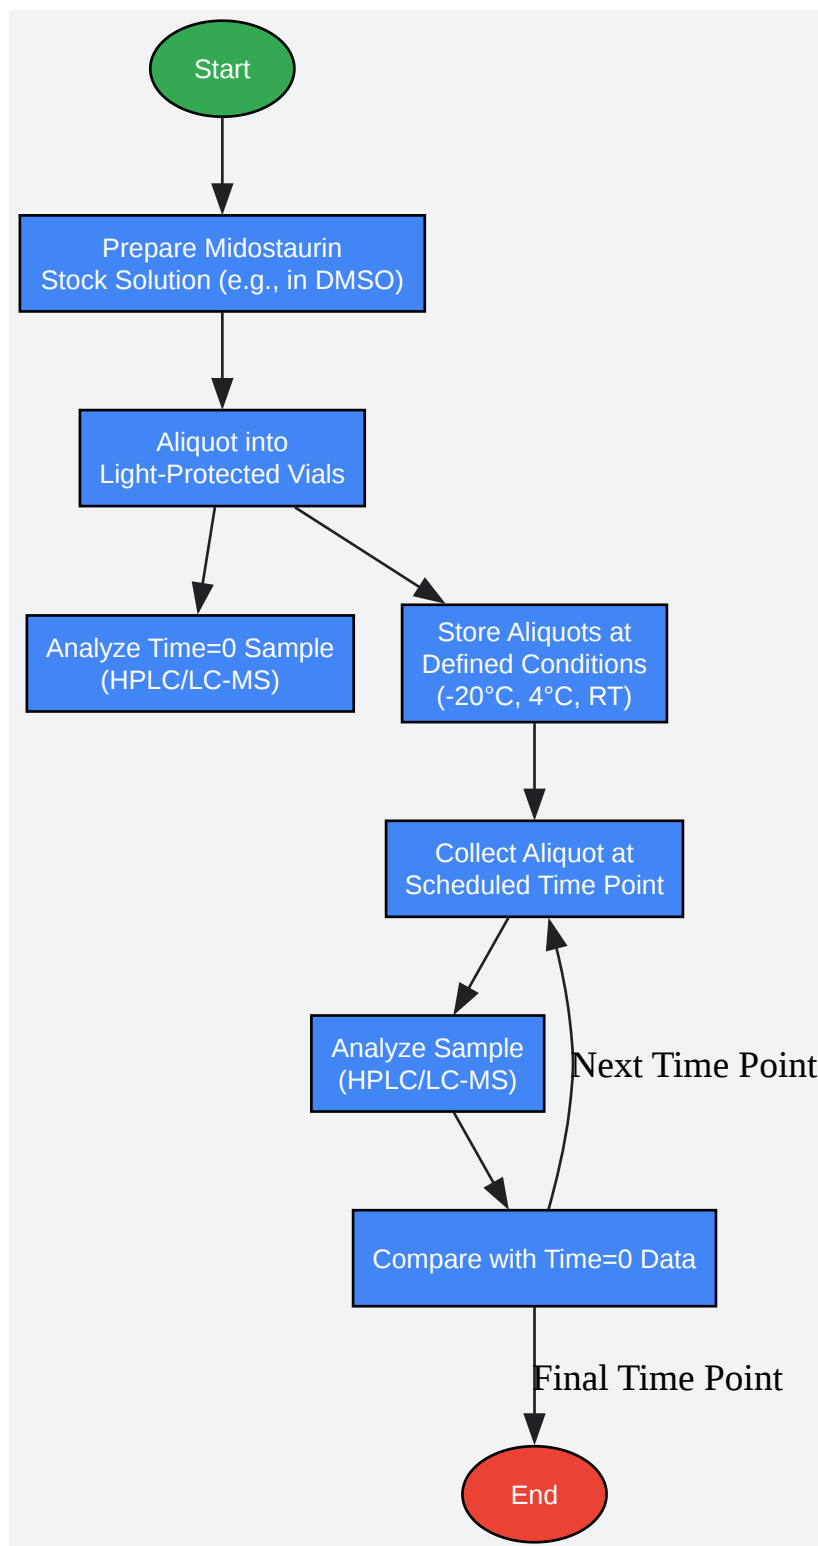 Start
Prepare Midostaurin
Stock Solution (e.g., in DMSO)
Aliquot into
Light-Protected Vials
Analyze Time=0 Sample
(HPLC/LC-MS)
Store Aliquots at
Defined Conditions
(-20°C, 4°C, RT)
Collect Aliquot at
Scheduled Time Point
Analyze Sample
(HPLC/LC-MS)
Next Time Point
Compare with Time=0 Data
Final Time Point
End